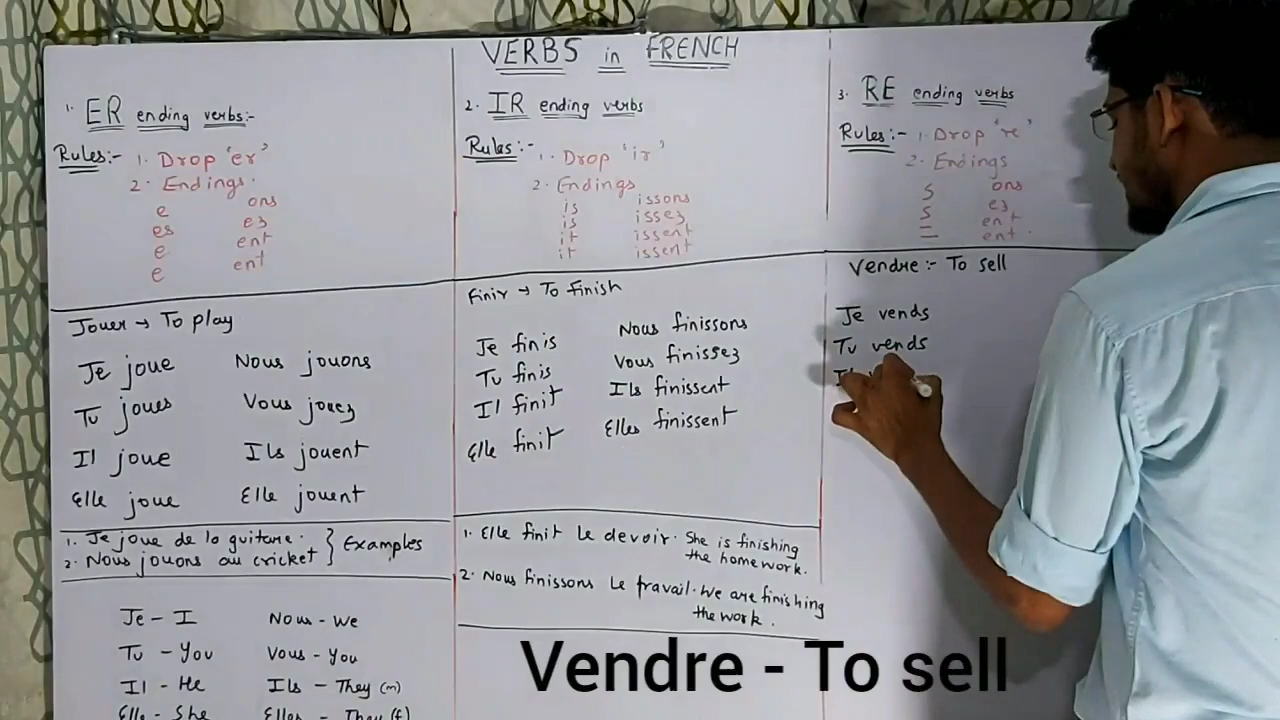 VERBS in FRENCH
1. ER ending verbs:-
Rules:- 1. Drop 'er'
2. Endings.
e ons
es ez
e ent
e ent
Jouer → To play
Je joue Nous jouons
Tu joues Vous jouez
Il joue Ils jouent
Elle joue Elle jouent
1. Je joue de la guitare.
2. Nous jouons au cricket } Examples
Je - I Nous - We
Tu - You Vous - You
Il - He Ils - They (m)
Elle - She Elles - They (f)
2. IR ending verbs
Rules:- 1. Drop 'ir'
2. Endings
is issons
is issez
it issent
it issent
Finir → To Finish
Je finis Nous finissons
Tu finis Vous finissez
Il finit Ils finissent
Elle finit Elles finissent
1. Elle finit le devoir. She is finishing
the homework.
2. Nous finissons le travail. We are finishing
the work.
3. RE ending verbs
Rules:- 1. Drop 're'
2. Endings
s ons
s ez
— ent
— ent.
Vendre:- To sell
Je vends
Tu vends
Vendre - To sell